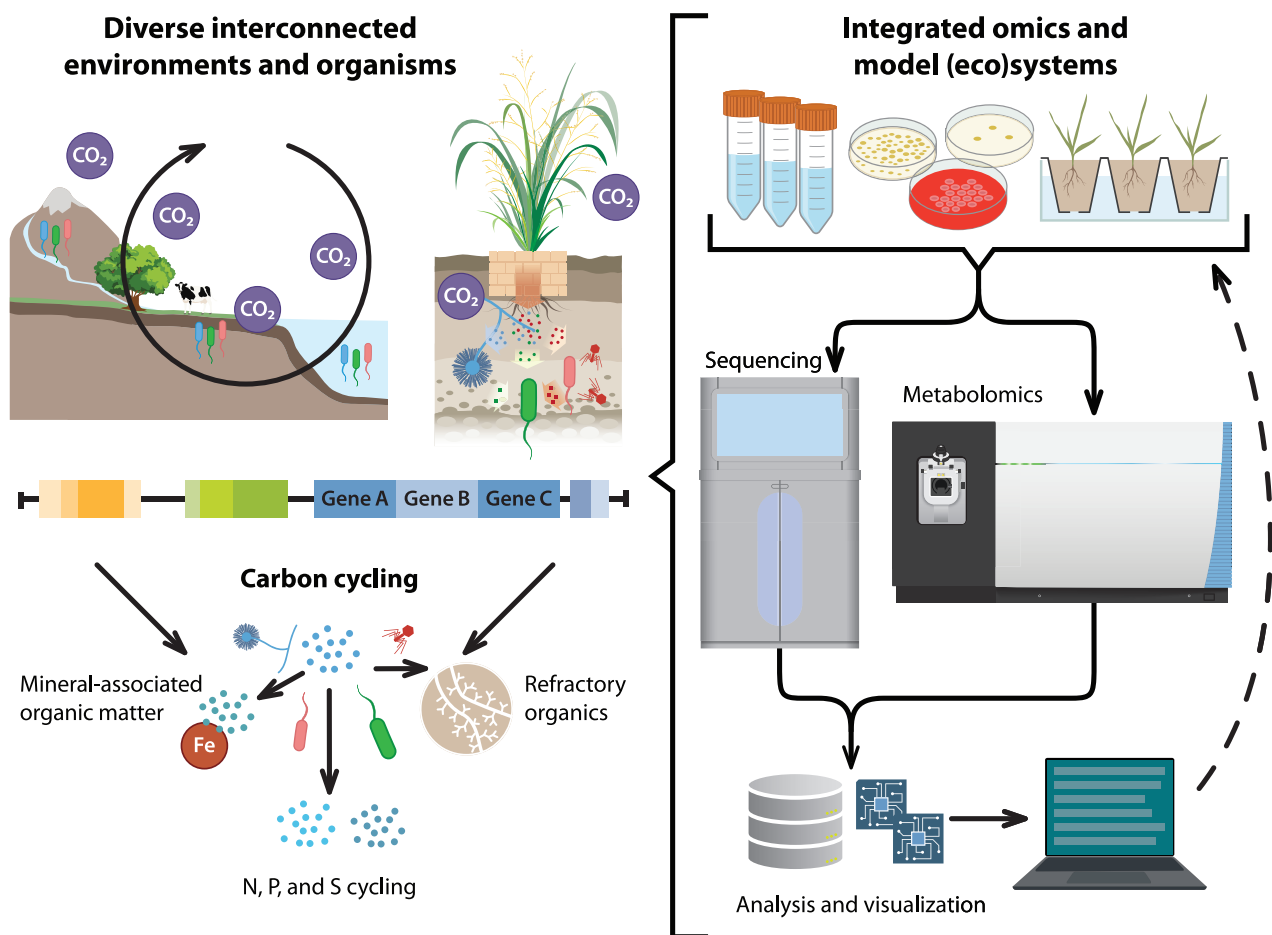 Diverse interconnected
environments and organisms
CO₂
CO₂
CO₂
CO₂
CO₂
CO₂
Gene A
Gene B
Gene C
Carbon cycling
Mineral-associated
organic matter
Fe
Refractory
organics
N, P, and S cycling
Integrated omics and
model (eco)systems
Sequencing
Metabolomics
Analysis and visualization